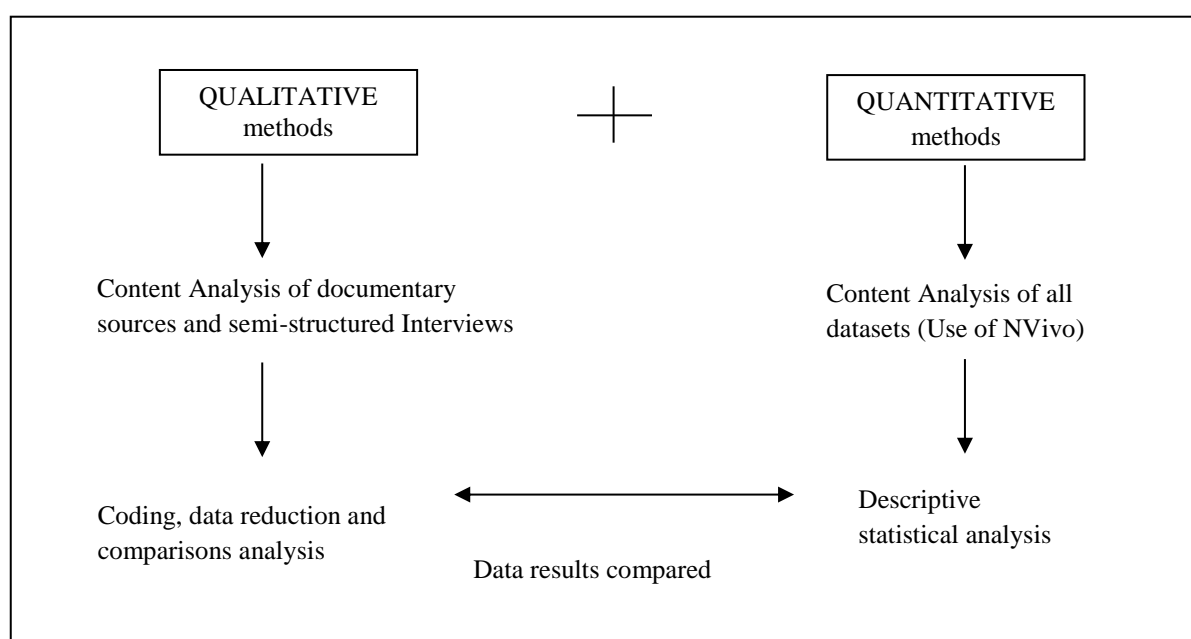 QUALITATIVE
methods
QUANTITATIVE
methods
Content Analysis of documentary
sources and semi-structured Interviews
Content Analysis of all
datasets (Use of NVivo)
Coding, data reduction and
comparisons analysis
Descriptive
statistical analysis
Data results compared